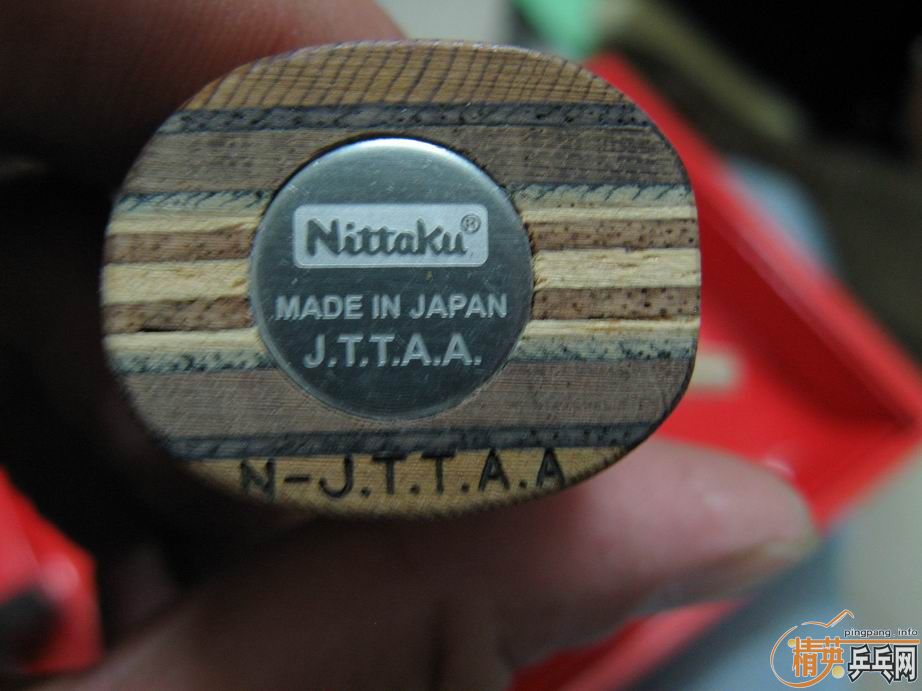 Nittaku®
MADE IN JAPAN
J.T.T.A.A.
N-J.T.T.A.A
pingpang.info
精英乒乓网